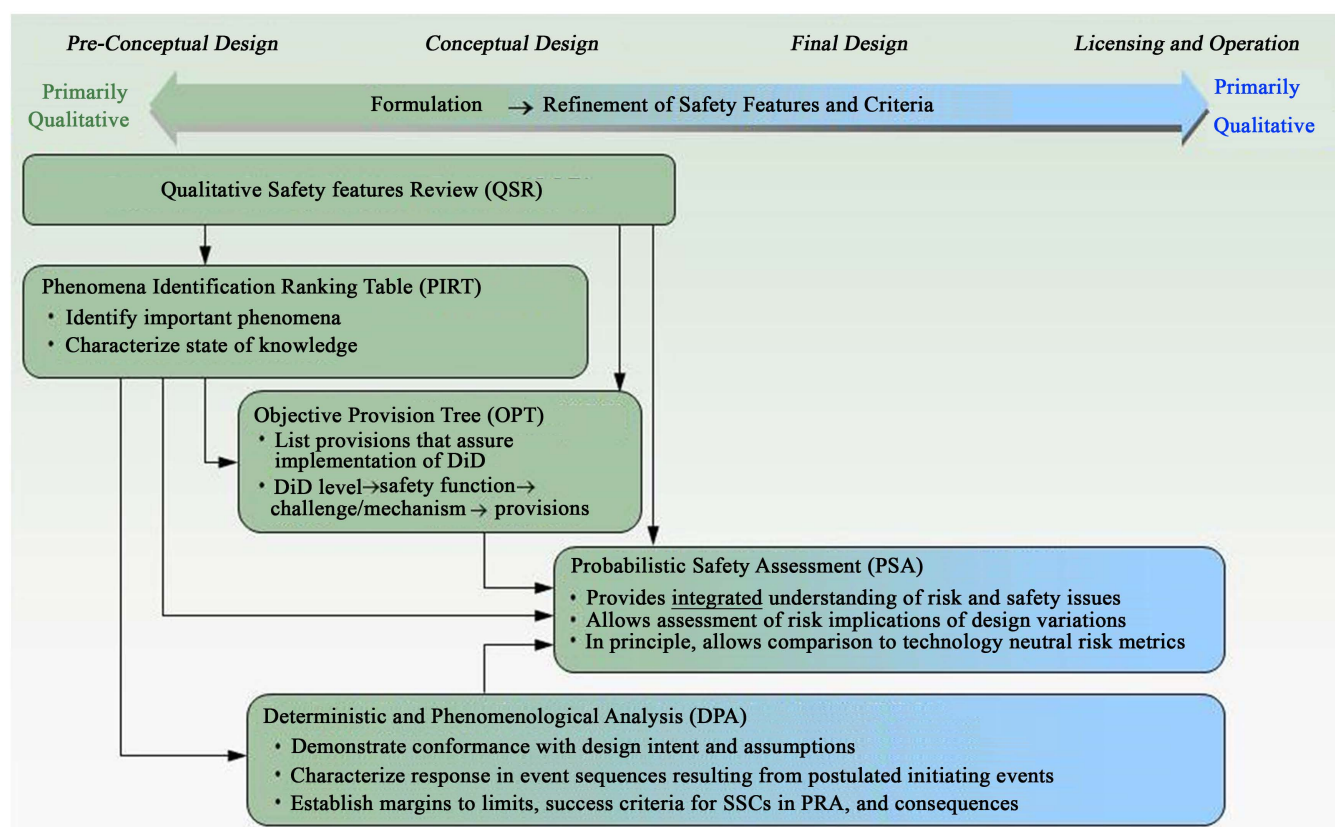 Pre-Conceptual Design
Conceptual Design
Final Design
Licensing and Operation
Primarily
Qualitative
Formulation → Refinement of Safety Features and Criteria
Primarily
Qualitative
Qualitative Safety features Review (QSR)
Phenomena Identification Ranking Table (PIRT)
• Identify important phenomena
• Characterize state of knowledge
Objective Provision Tree (OPT)
• List provisions that assure
implementation of DiD
• DiD level→safety function→
challenge/mechanism → provisions
Probabilistic Safety Assessment (PSA)
• Provides integrated understanding of risk and safety issues
• Allows assessment of risk implications of design variations
• In principle, allows comparison to technology neutral risk metrics
Deterministic and Phenomenological Analysis (DPA)
• Demonstrate conformance with design intent and assumptions
• Characterize response in event sequences resulting from postulated initiating events
• Establish margins to limits, success criteria for SSCs in PRA, and consequences